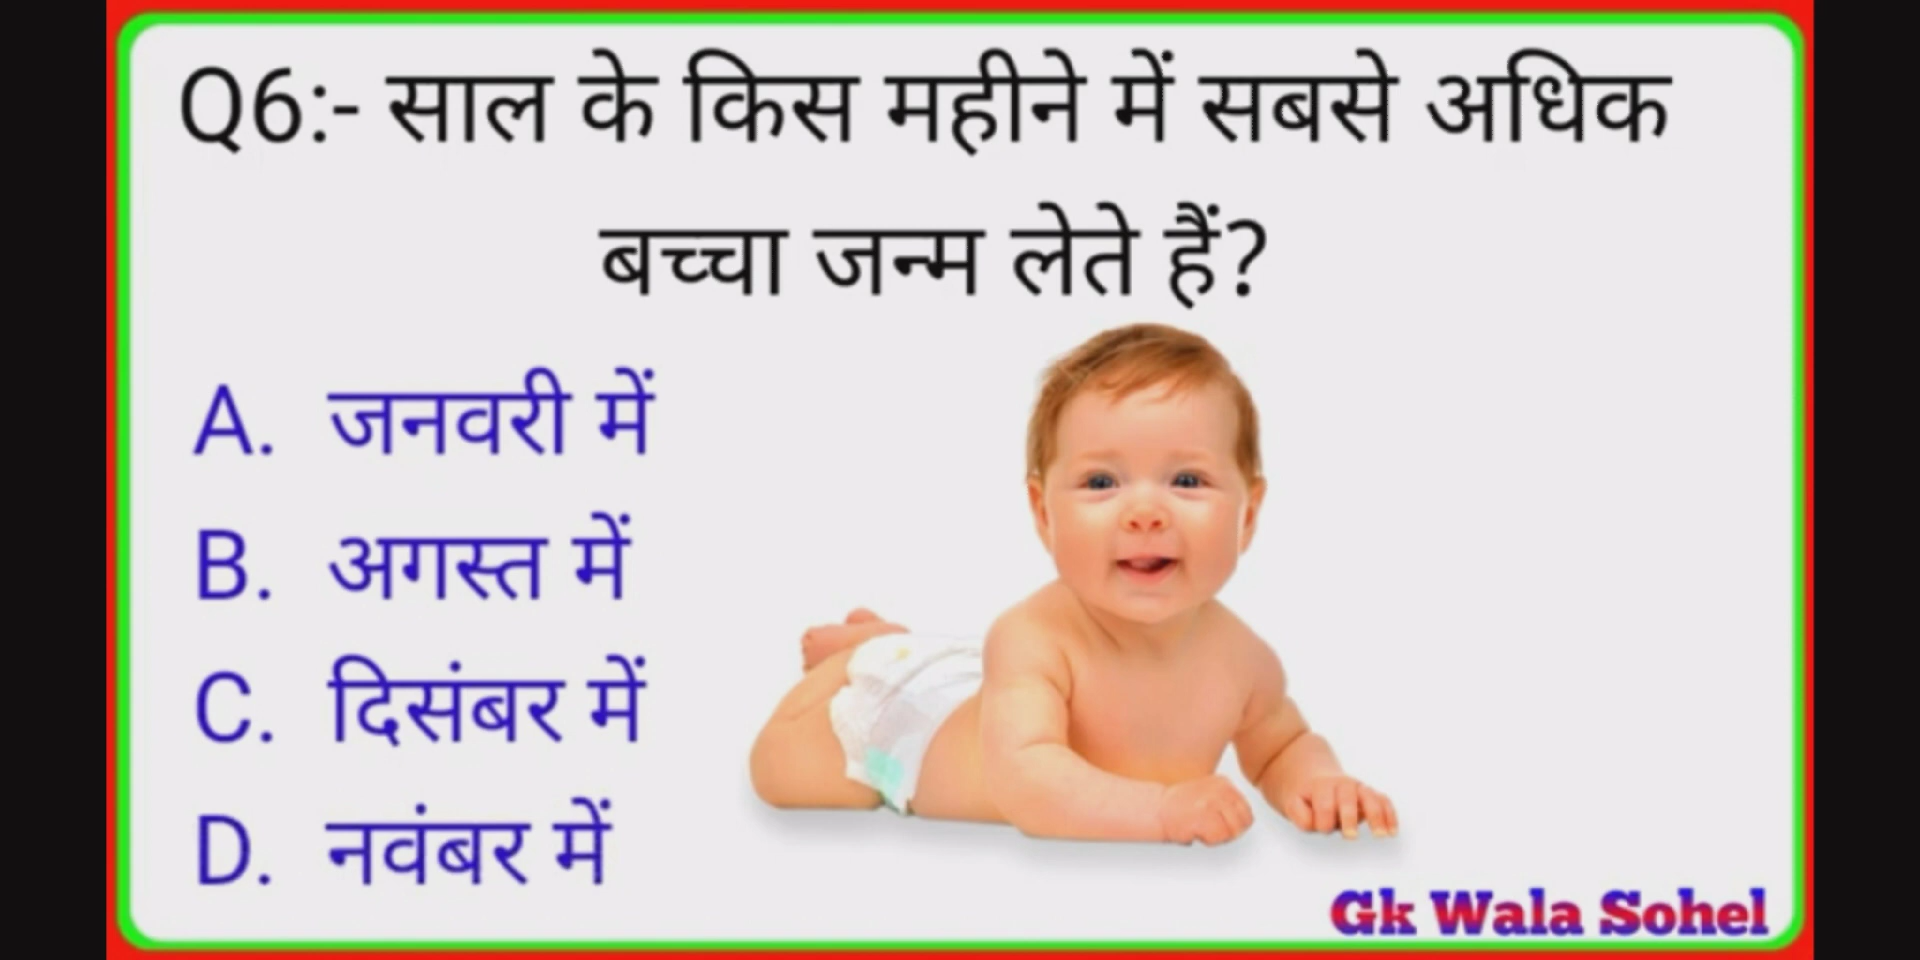 Q6:- साल के किस महीने में सबसे अधिक
बच्चा जन्म लेते हैं?
A. जनवरी में
B. अगस्त में
C. दिसंबर में
D. नवंबर में
Gk Wala Sohel